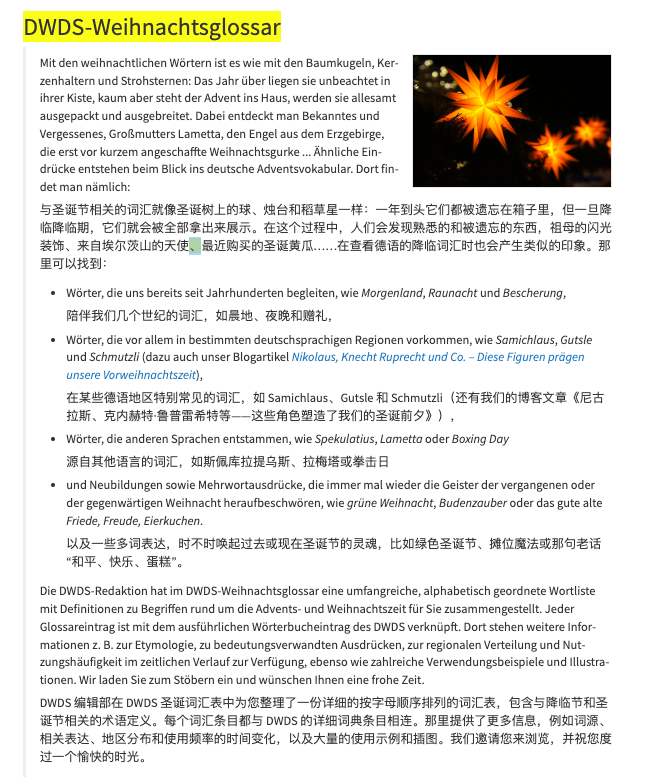 DWDS-Weihnachtsglossar
Mit den weihnachtlichen Wörtern ist es wie mit den Baumkugeln, Ker-
zenhaltern und Strohsternen: Das Jahr über liegen sie unbeachtet in
ihrer Kiste, kaum aber steht der Advent ins Haus, werden sie allesamt
ausgepackt und ausgebreitet. Dabei entdeckt man Bekanntes und
Vergessenes, Großmutters Lametta, den Engel aus dem Erzgebirge,
die erst vor kurzem angeschaffte Weihnachtsgurke ... Ähnliche Ein-
drücke entstehen beim Blick ins deutsche Adventsvokabular. Dort fin-
det man nämlich:
与圣诞节相关的词汇就像圣诞树上的球、烛台和稻草星一样：一年到头它们都被遗忘在箱子里，但一旦降
临降临期，它们就会被全部拿出来展示。在这个过程中，人们会发现熟悉的和被遗忘的东西，祖母的闪光
装饰、来自埃尔茨山的天使、最近购买的圣诞黄瓜……在查看德语的降临词汇时也会产生类似的印象。那
里可以找到：
• Wörter, die uns bereits seit Jahrhunderten begleiten, wie Morgenland, Raunacht und Bescherung,
陪伴我们几个世纪的词汇，如晨地、夜晚和赠礼，
• Wörter, die vor allem in bestimmten deutschsprachigen Regionen vorkommen, wie Samichlaus, Gutsle
und Schmutzli (dazu auch unser Blogartikel Nikolaus, Knecht Ruprecht und Co. – Diese Figuren prägen
unsere Vorweihnachtszeit),
在某些德语地区特别常见的词汇，如 Samichlaus、Gutsle 和 Schmutzli（还有我们的博客文章《尼古
拉斯、克内赫特·鲁普雷希特等——这些角色塑造了我们的圣诞前夕》），
• Wörter, die anderen Sprachen entstammen, wie Spekulatius, Lametta oder Boxing Day
源自其他语言的词汇，如斯佩库拉提乌斯、拉梅塔或拳击日
• und Neubildungen sowie Mehrwortausdrücke, die immer mal wieder die Geister der vergangenen oder
der gegenwärtigen Weihnacht heraufbeschwören, wie grüne Weihnacht, Budenzauber oder das gute alte
Friede, Freude, Eierkuchen.
以及一些多词表达，时不时唤起过去或现在圣诞节的灵魂，比如绿色圣诞节、摊位魔法或那句老话
“和平、快乐、蛋糕”。
Die DWDS-Redaktion hat im DWDS-Weihnachtsglossar eine umfangreiche, alphabetisch geordnete Wortliste
mit Definitionen zu Begriffen rund um die Advents- und Weihnachtszeit für Sie zusammengestellt. Jeder
Glossareintrag ist mit dem ausführlichen Wörterbucheintrag des DWDS verknüpft. Dort stehen weitere Infor-
mationen z. B. zur Etymologie, zu bedeutungsverwandten Ausdrücken, zur regionalen Verteilung und Nut-
zungshäufigkeit im zeitlichen Verlauf zur Verfügung, ebenso wie zahlreiche Verwendungsbeispiele und Illustra-
tionen. Wir laden Sie zum Stöbern ein und wünschen Ihnen eine frohe Zeit.
DWDS 编辑部在 DWDS 圣诞词汇表中为您整理了一份详细的按字母顺序排列的词汇表，包含与降临节和圣
诞节相关的术语定义。每个词汇条目都与 DWDS 的详细词典条目相连。那里提供了更多信息，例如词源、
相关表达、地区分布和使用频率的时间变化，以及大量的使用示例和插图。我们邀请您来浏览，并祝您度
过一个愉快的时光。